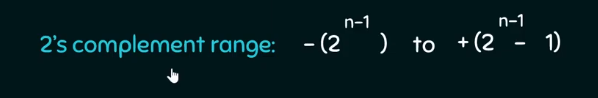 2's complement range: -(2^n-1) to +(2^n-1 - 1)